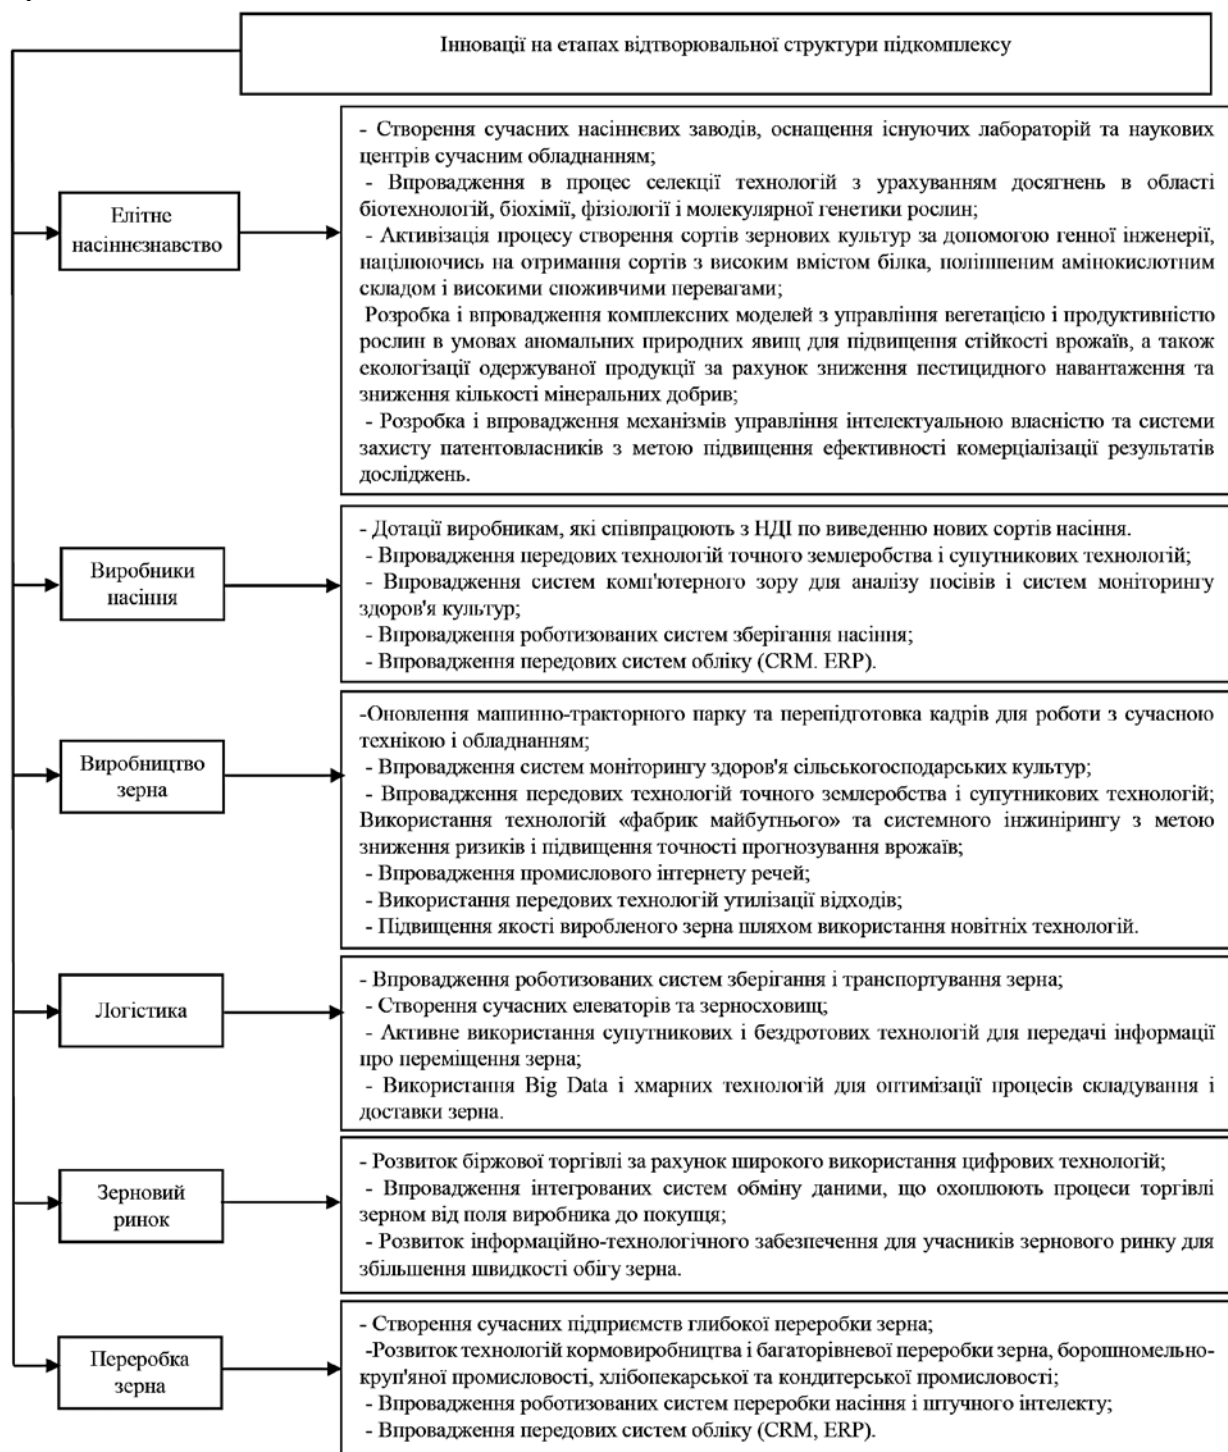 Інновації на етапах відтворювальної структури підкомплексу
Елітне
насіннєзнавство
- Створення сучасних насіннєвих заводів, оснащення існуючих лабораторій та наукових
центрів сучасним обладнанням;
- Впровадження в процес селекції технологій з урахуванням досягнень в області
біотехнологій, біохімії, фізіології і молекулярної генетики рослин;
- Активізація процесу створення сортів зернових культур за допомогою генної інженерії,
націлюючись на отримання сортів з високим вмістом білка, поліпшеним амінокислотним
складом і високими споживчими перевагами;
Розробка і впровадження комплексних моделей з управління вегетацією і продуктивністю
рослин в умовах аномальних природних явищ для підвищення стійкості врожаїв, а також
екологізації одержуваної продукції за рахунок зниження пестицидного навантаження та
зниження кількості мінеральних добрив;
- Розробка і впровадження механізмів управління інтелектуальною власністю та системи
захисту патентовласників з метою підвищення ефективності комерціалізації результатів
досліджень.
Виробники
насіння
- Дотації виробникам, які співпрацюють з НДІ по виведенню нових сортів насіння.
- Впровадження передових технологій точного землеробства і супутникових технологій;
- Впровадження систем комп'ютерного зору для аналізу посівів і систем моніторингу
здоров'я культур;
- Впровадження роботизованих систем зберігання насіння;
- Впровадження передових систем обліку (CRM. ERP).
Виробництво
зерна
-Оновлення машинно-тракторного парку та перепідготовка кадрів для роботи з сучасною
технікою і обладнанням;
- Впровадження систем моніторингу здоров'я сільськогосподарських культур;
- Впровадження передових технологій точного землеробства і супутникових технологій;
Використання технологій «фабрик майбутнього» та системного інжинірингу з метою
зниження ризиків і підвищення точності прогнозування врожаїв;
- Впровадження промислового інтернету речей;
- Використання передових технологій утилізації відходів;
- Підвищення якості виробленого зерна шляхом використання новітніх технологій.
Логістика
- Впровадження роботизованих систем зберігання і транспортування зерна;
- Створення сучасних елеваторів та зерносховищ;
- Активне використання супутникових і бездротових технологій для передачі інформації
про переміщення зерна;
- Використання Big Data і хмарних технологій для оптимізації процесів складування і
доставки зерна.
Зерновий
ринок
- Розвиток біржової торгівлі за рахунок широкого використання цифрових технологій;
- Впровадження інтегрованих систем обміну даними, що охоплюють процеси торгівлі
зерном від поля виробника до покупця;
- Розвиток інформаційно-технологічного забезпечення для учасників зернового ринку для
збільшення швидкості обігу зерна.
Переробка
зерна
- Створення сучасних підприємств глибокої переробки зерна;
-Розвиток технологій кормовиробництва і багаторівневої переробки зерна, борошномельно-
круп'яної промисловості, хлібопекарської та кондитерської промисловості;
- Впровадження роботизованих систем переробки насіння і штучного інтелекту;
- Впровадження передових систем обліку (CRM, ERP).